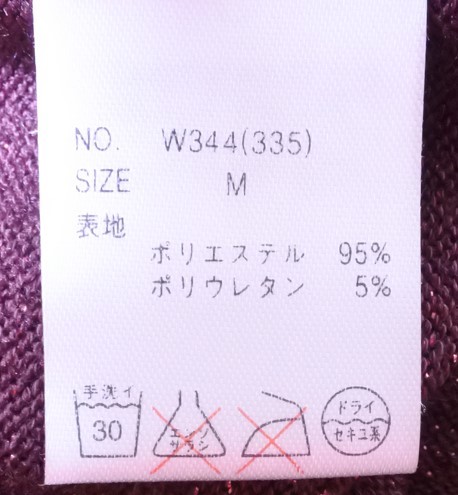 NO. W344(335)
SIZE M
表地
ポリエステル 95%
ポリウレタン 5%
手洗イ
30
エンソ
サラシ
ドライ
セキユ系